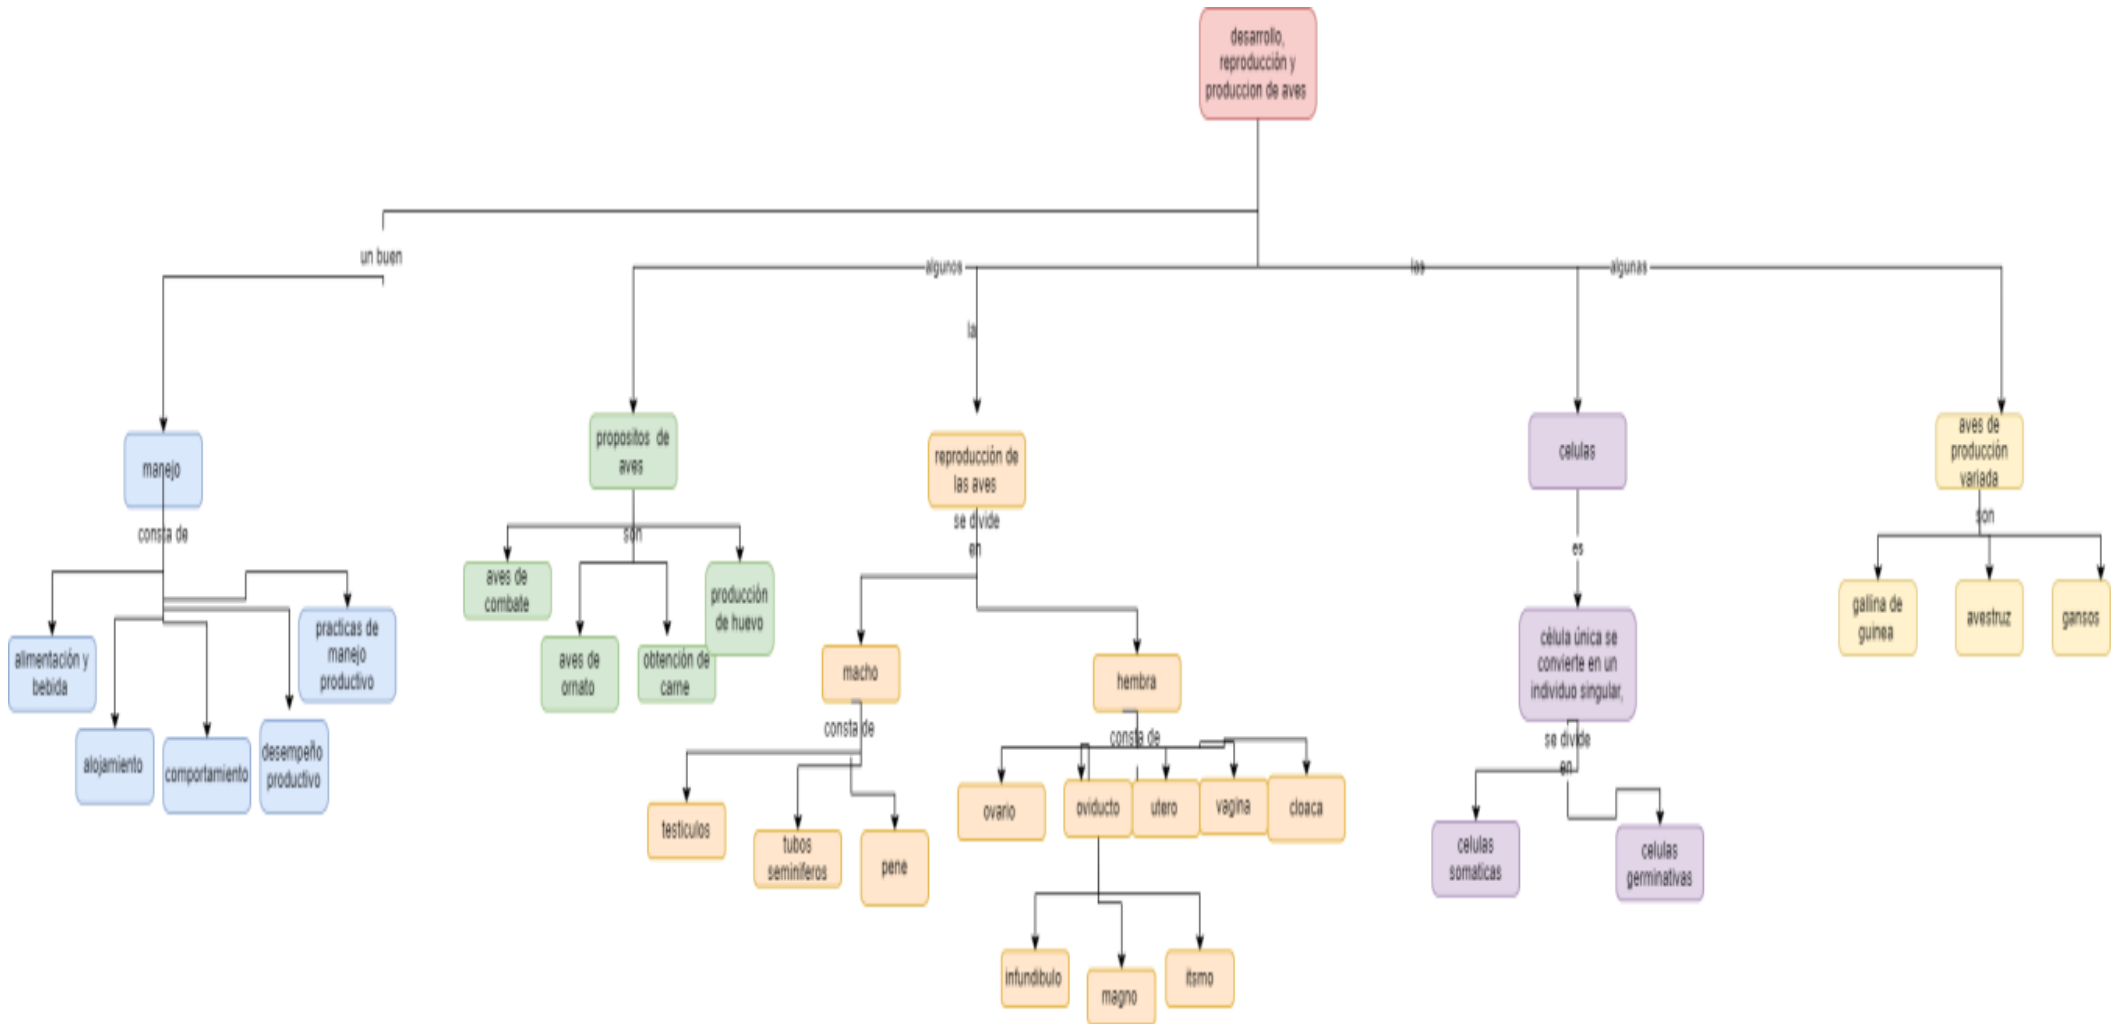 desarrollo,
reproducción y
produccion de aves
un buen
algunos
las
algunas
la
manejo
propositos de
aves
reproducción de
las aves
celulas
aves de
producción
variada
consta de
son
se divide
en
es
son
aves de
combate
producción
de huevo
aves de
ornato
obtención de
carne
practicas de
manejo
productivo
alimentación y
bebida
alojamiento
comportamiento
desempeño
productivo
macho
hembra
célula única se
convierte en un
individuo singular,
gallina de
guinea
avestruz
gansos
consta de
consta de
se divide
en
testiculos
tubos
seminiferos
pene
ovario
oviducto
utero
vagina
cloaca
celulas
somaticas
celulas
germinativas
infundibulo
magno
itsmo